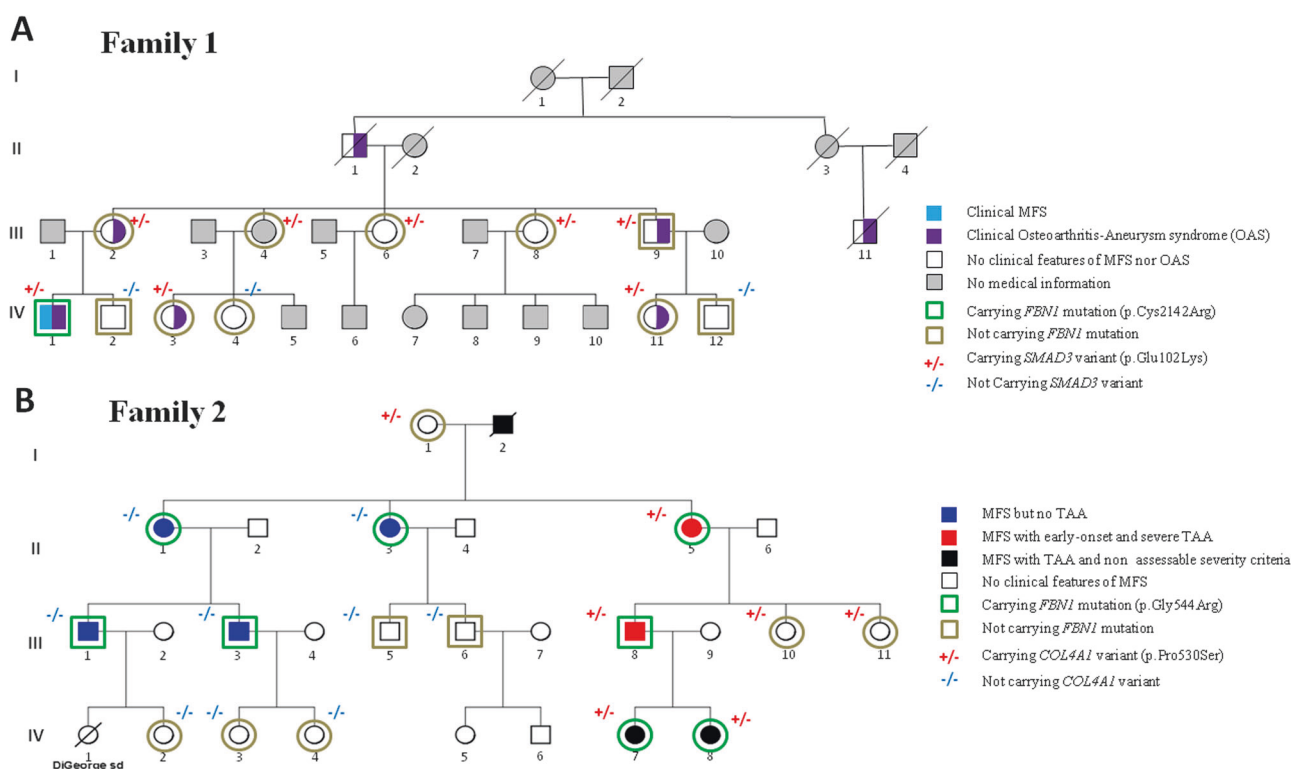 A
Family 1
I
1 2
II
1 2 3 4
+/- +/- +/- +/- +/-
III
1 2 3 4 5 6 7 8 9 10 11
+/- -/- +/- -/- +/- -/-
IV
1 2 3 4 5 6 7 8 9 10 11 12
Clinical MFS
Clinical Osteoarthritis-Aneurysm syndrome (OAS)
No clinical features of MFS nor OAS
No medical information
Carrying FBN1 mutation (p.Cys2142Arg)
Not carrying FBN1 mutation
+/- Carrying SMAD3 variant (p.Glu102Lys)
-/- Not Carrying SMAD3 variant
B
Family 2
+/-
1 2
I
-/- -/- +/-
1 2 3 4 5 6
II
-/- -/- -/- -/- +/- +/- +/-
III
1 2 3 4 5 6 7 8 9 10 11
-/- -/- -/- +/- +/-
IV
1 2 3 4 5 6 7 8
DiGeorge sd
MFS but no TAA
MFS with early-onset and severe TAA
MFS with TAA and non assessable severity criteria
No clinical features of MFS
Carrying FBN1 mutation (p.Gly544Arg)
Not carrying FBN1 mutation
+/- Carrying COL4A1 variant (p.Pro530Ser)
-/- Not carrying COL4A1 variant